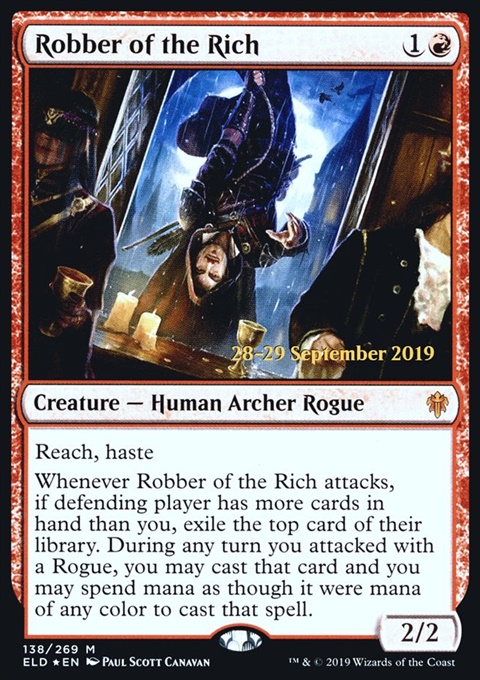 Robber of the Rich 1
28-29 September 2019
Creature — Human Archer Rogue
Reach, haste
Whenever Robber of the Rich attacks,
if defending player has more cards in
hand than you, exile the top card of their
library. During any turn you attacked with
a Rogue, you may cast that card and you
may spend mana as though it were mana
of any color to cast that spell.
2/2
138/269 M
ELD ★ EN Paul Scott Canavan
™ & © 2019 Wizards of the Coast